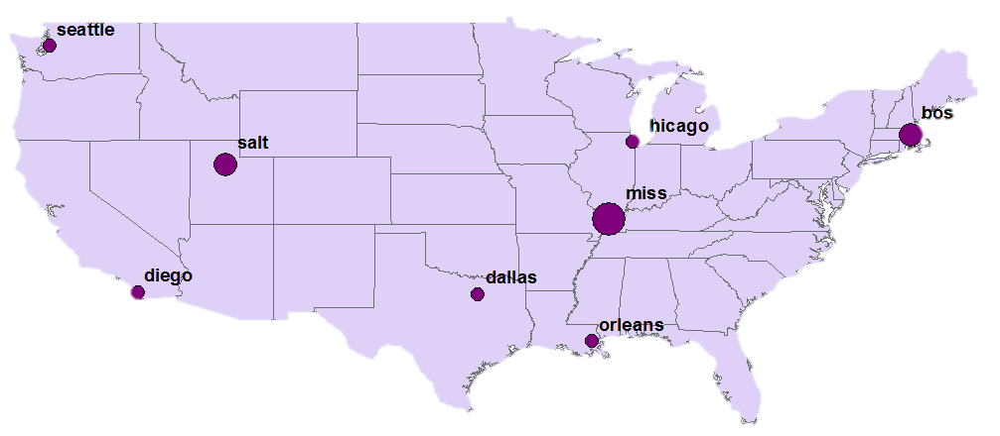 seattle
salt
hicago
bos
miss
diego
dallas
orleans